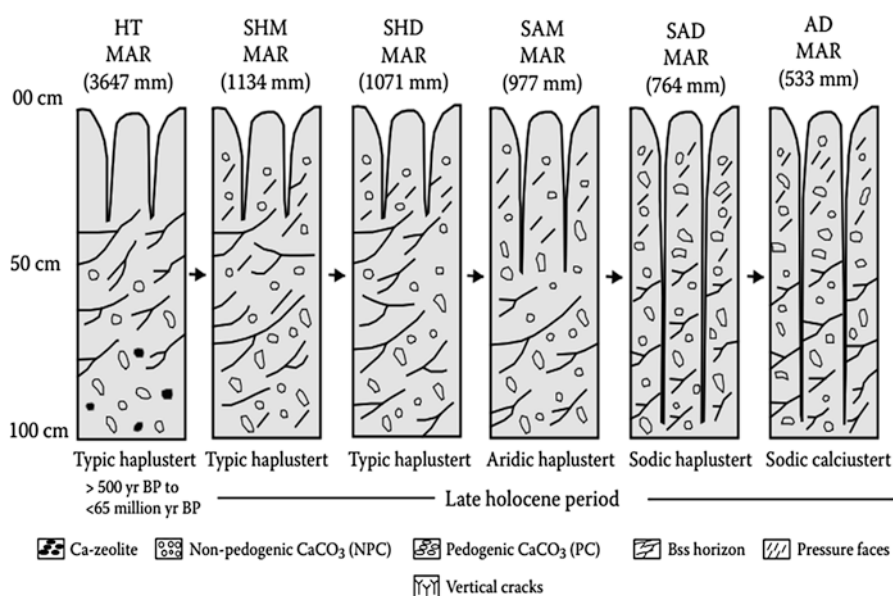 HT
MAR
(3647 mm)
SHM
MAR
(1134 mm)
SHD
MAR
(1071 mm)
SAM
MAR
(977 mm)
SAD
MAR
(764 mm)
AD
MAR
(533 mm)
00 cm
50 cm
100 cm
Typic haplustert
Typic haplustert
Typic haplustert
Aridic haplustert
Sodic haplustert
Sodic calciustert
> 500 yr BP to
<65 million yr BP
Late holocene period
Ca-zeolite
Non-pedogenic CaCO₃ (NPC)
Pedogenic CaCO₃ (PC)
Bss horizon
Pressure faces
Vertical cracks